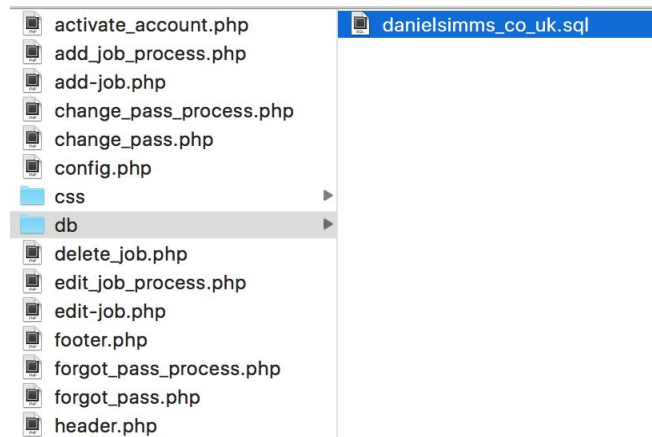 activate_account.php
add_job_process.php
add-job.php
change_pass_process.php
change_pass.php
config.php
css
db
delete_job.php
edit_job_process.php
edit-job.php
footer.php
forgot_pass_process.php
forgot_pass.php
header.php
danielsimms_co_uk.sql